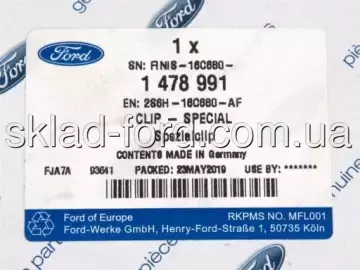 Ford
1 x
SN: FINIS-16C680-
1 478 991
EN: 2S6H-16C680-AF
CLIP - SPECIAL
Spezialclip
sklad-ford.com.ua
CONTENTS MADE IN Germany
FJA7A 93641 PACKED: 23MAY2019 USE BY: *******
Ford of Europe RKPMS NO. MFL001
Ford-Werke GmbH, Henry-Ford-Straße 1, 50735 Köln